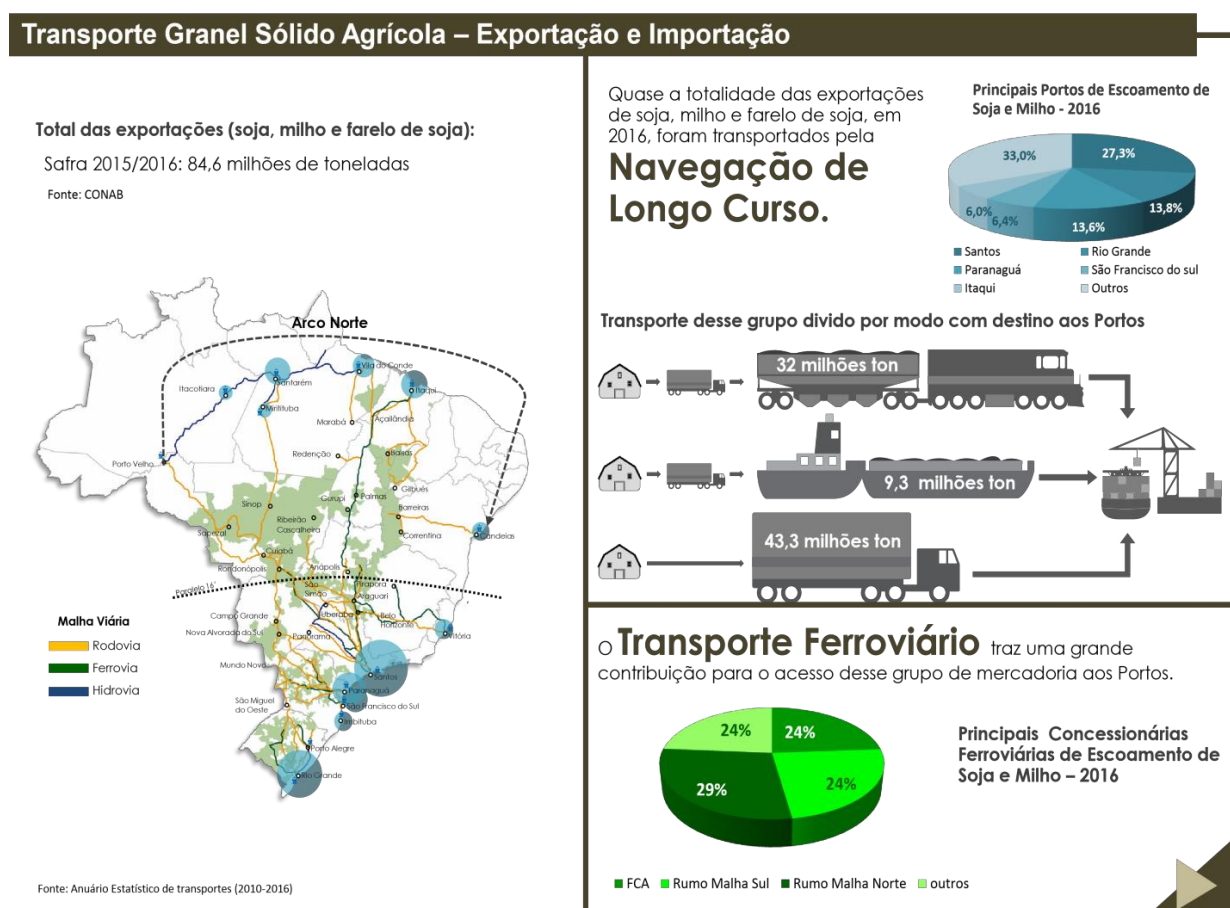 Transporte Granel Sólido Agrícola – Exportação e Importação
Total das exportações (soja, milho e farelo de soja):
Safra 2015/2016: 84,6 milhões de toneladas
Fonte: CONAB
Arco Norte
Itacotiara
Santarém
Vila do Conde
Itaqui
Miritituba
Marabá
Açailândia
Porto Velho
Redenção
Balsas
Gurupi
Palmas
Gilbués
Sinop
Ribeirão
Cascalheira
Barreiras
Sapezal
Correntina
Candeias
Cuiabá
Rondonópolis
Anápolis
Paralelo 16°
São
Simão
Pirapora
Araguari
Campo Grande
Uberaba
Belo
Horizonte
Nova Alvorada do Sul
Panorama
Vitória
Mundo Novo
Santos
Paranaguá
São Miguel
do Oeste
São Francisco do Sul
Imbituba
Porto Alegre
Rio Grande
Malha Viária
Rodovia
Ferrovia
Hidrovia
Fonte: Anuário Estatístico de transportes (2010-2016)
Quase a totalidade das exportações
de soja, milho e farelo de soja, em
2016, foram transportados pela
Navegação de
Longo Curso.
Principais Portos de Escoamento de
Soja e Milho - 2016
33,0%
27,3%
6,0%
6,4%
13,6%
13,8%
Santos
Rio Grande
Paranaguá
São Francisco do sul
Itaqui
Outros
Transporte desse grupo divido por modo com destino aos Portos
32 milhões ton
9,3 milhões ton
43,3 milhões ton
O Transporte Ferroviário traz uma grande
contribuição para o acesso desse grupo de mercadoria aos Portos.
24%
24%
29%
24%
Principais Concessionárias
Ferroviárias de Escoamento de
Soja e Milho – 2016
FCA
Rumo Malha Sul
Rumo Malha Norte
outros